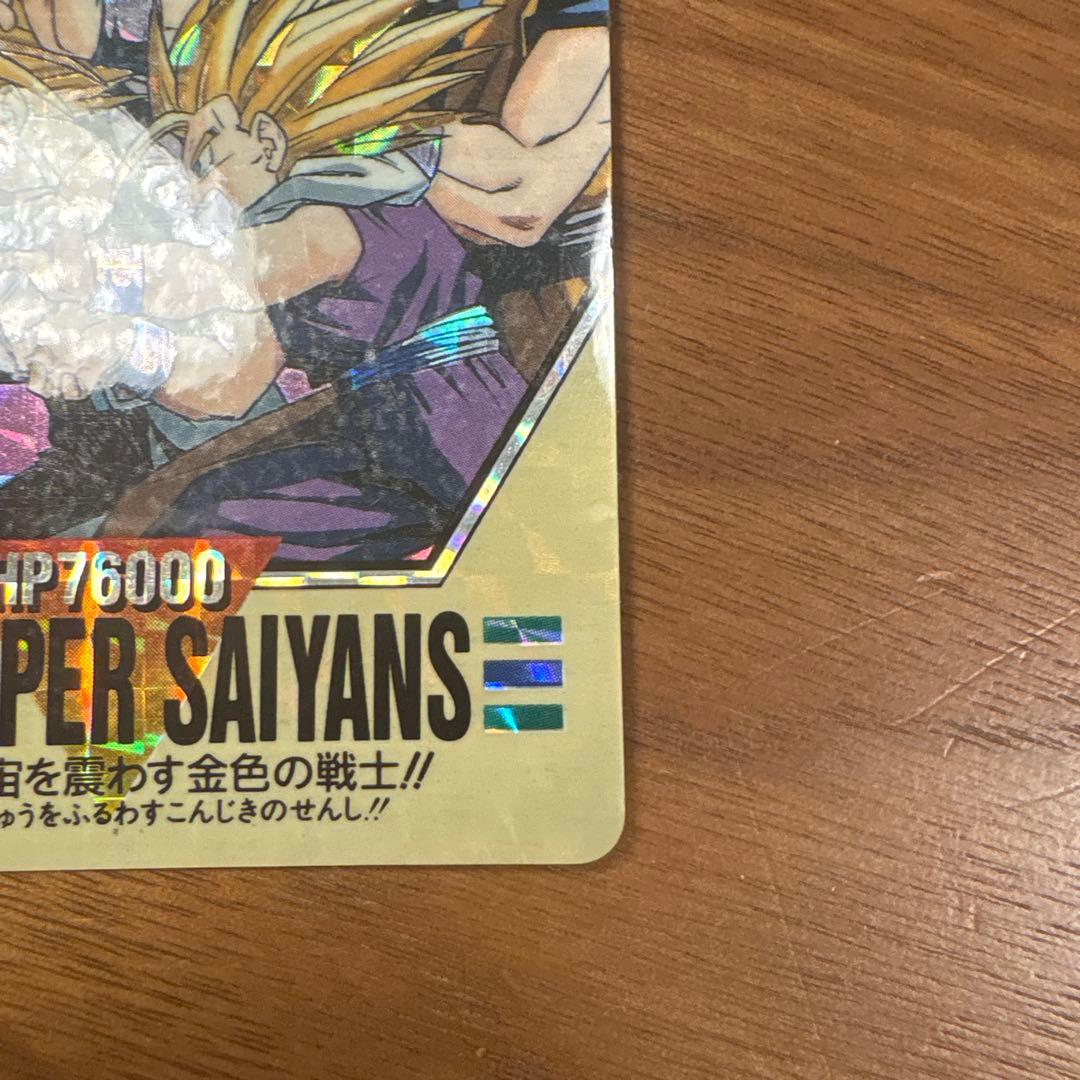 HP76000
PER SAIYANS
宙を震わす金色の戦士!!
ゅうをふるわすこんじきのせんし!!